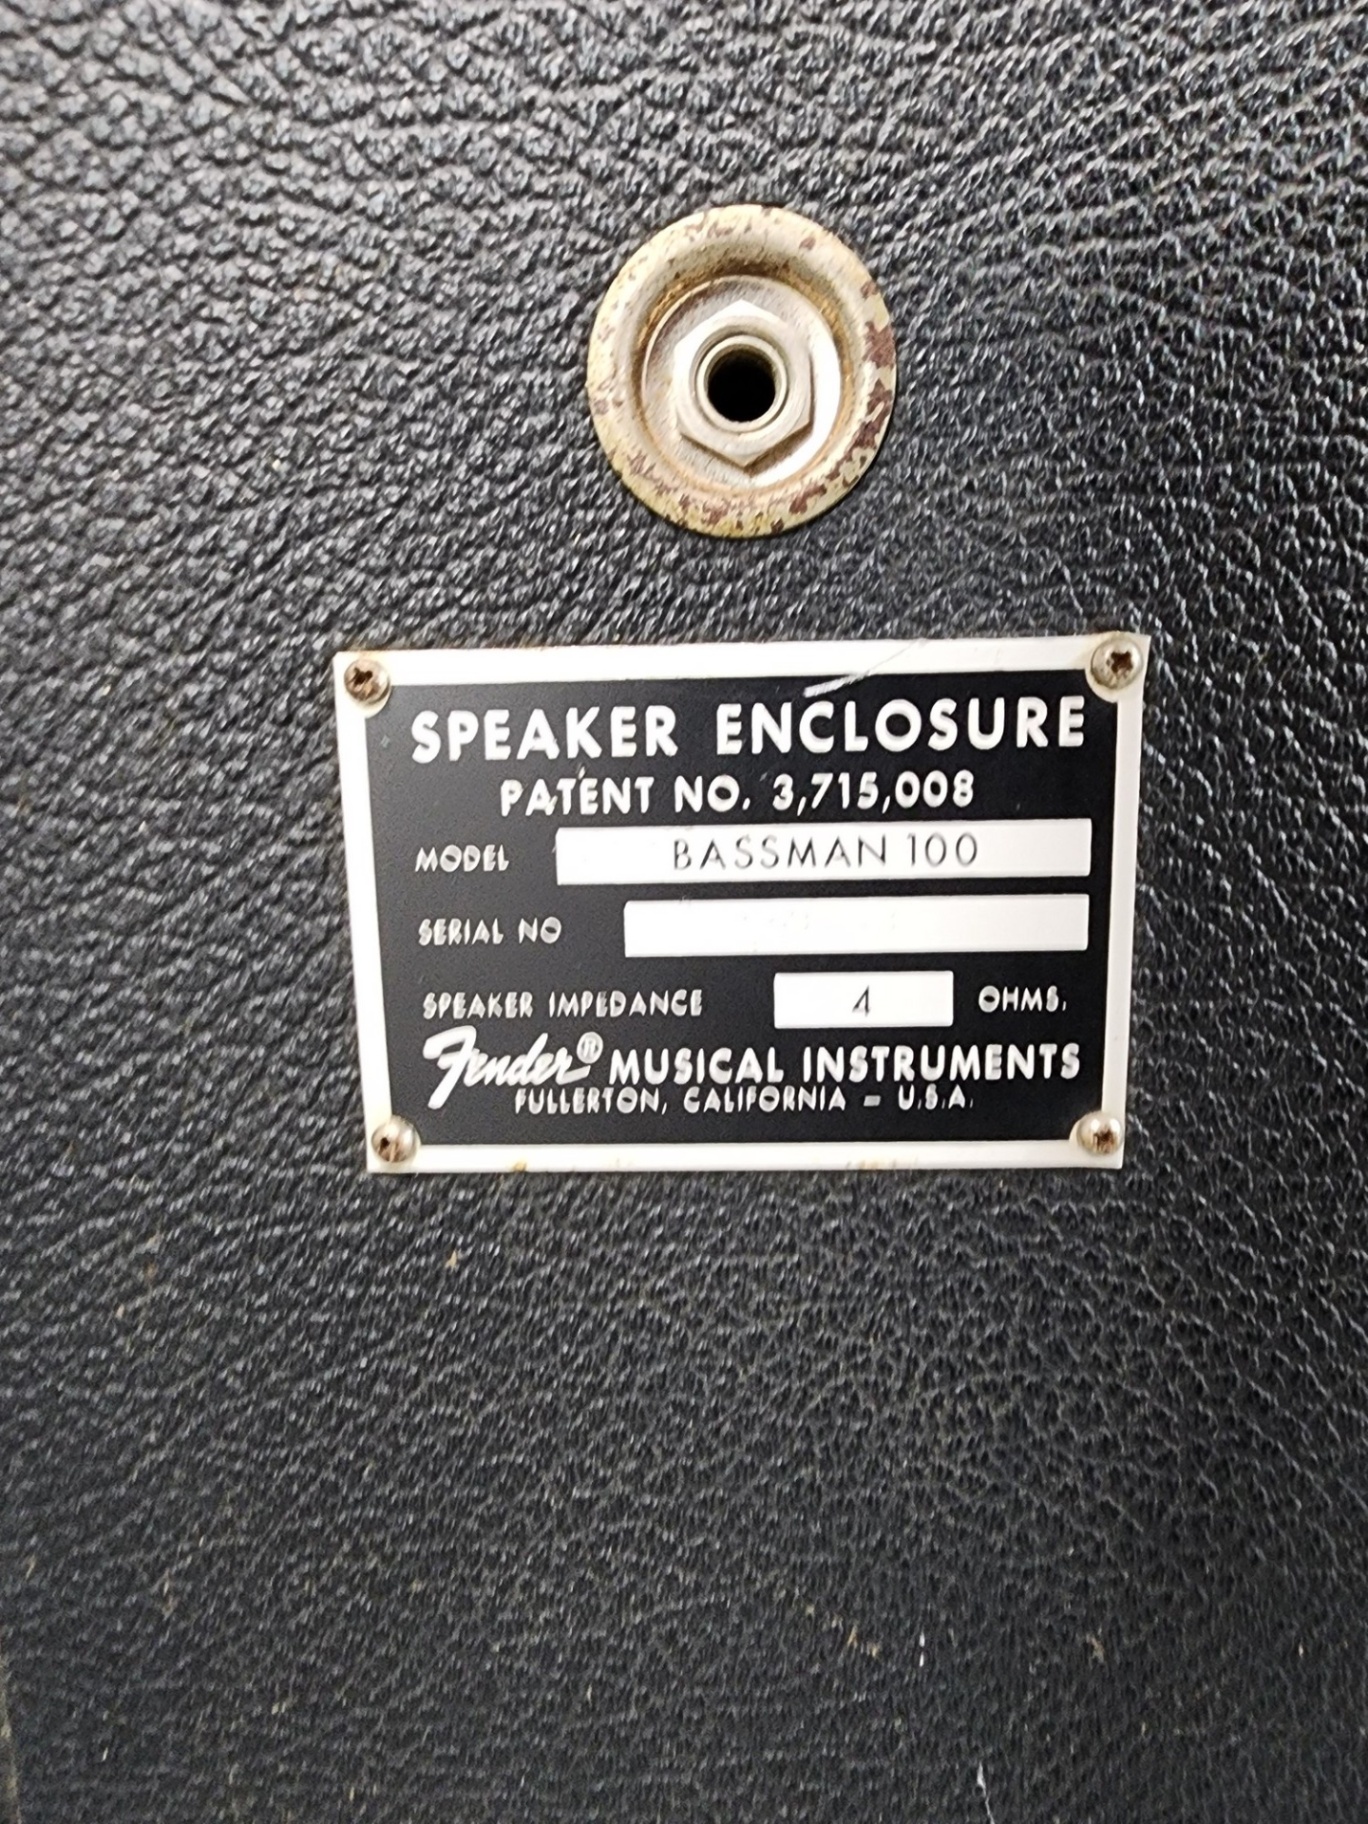 SPEAKER ENCLOSURE
PATENT NO. 3,715,008
MODEL BASSMAN 100
SERIAL NO
SPEAKER IMPEDANCE 4 OHMS.
Fender® MUSICAL INSTRUMENTS
FULLERTON, CALIFORNIA - U.S.A.